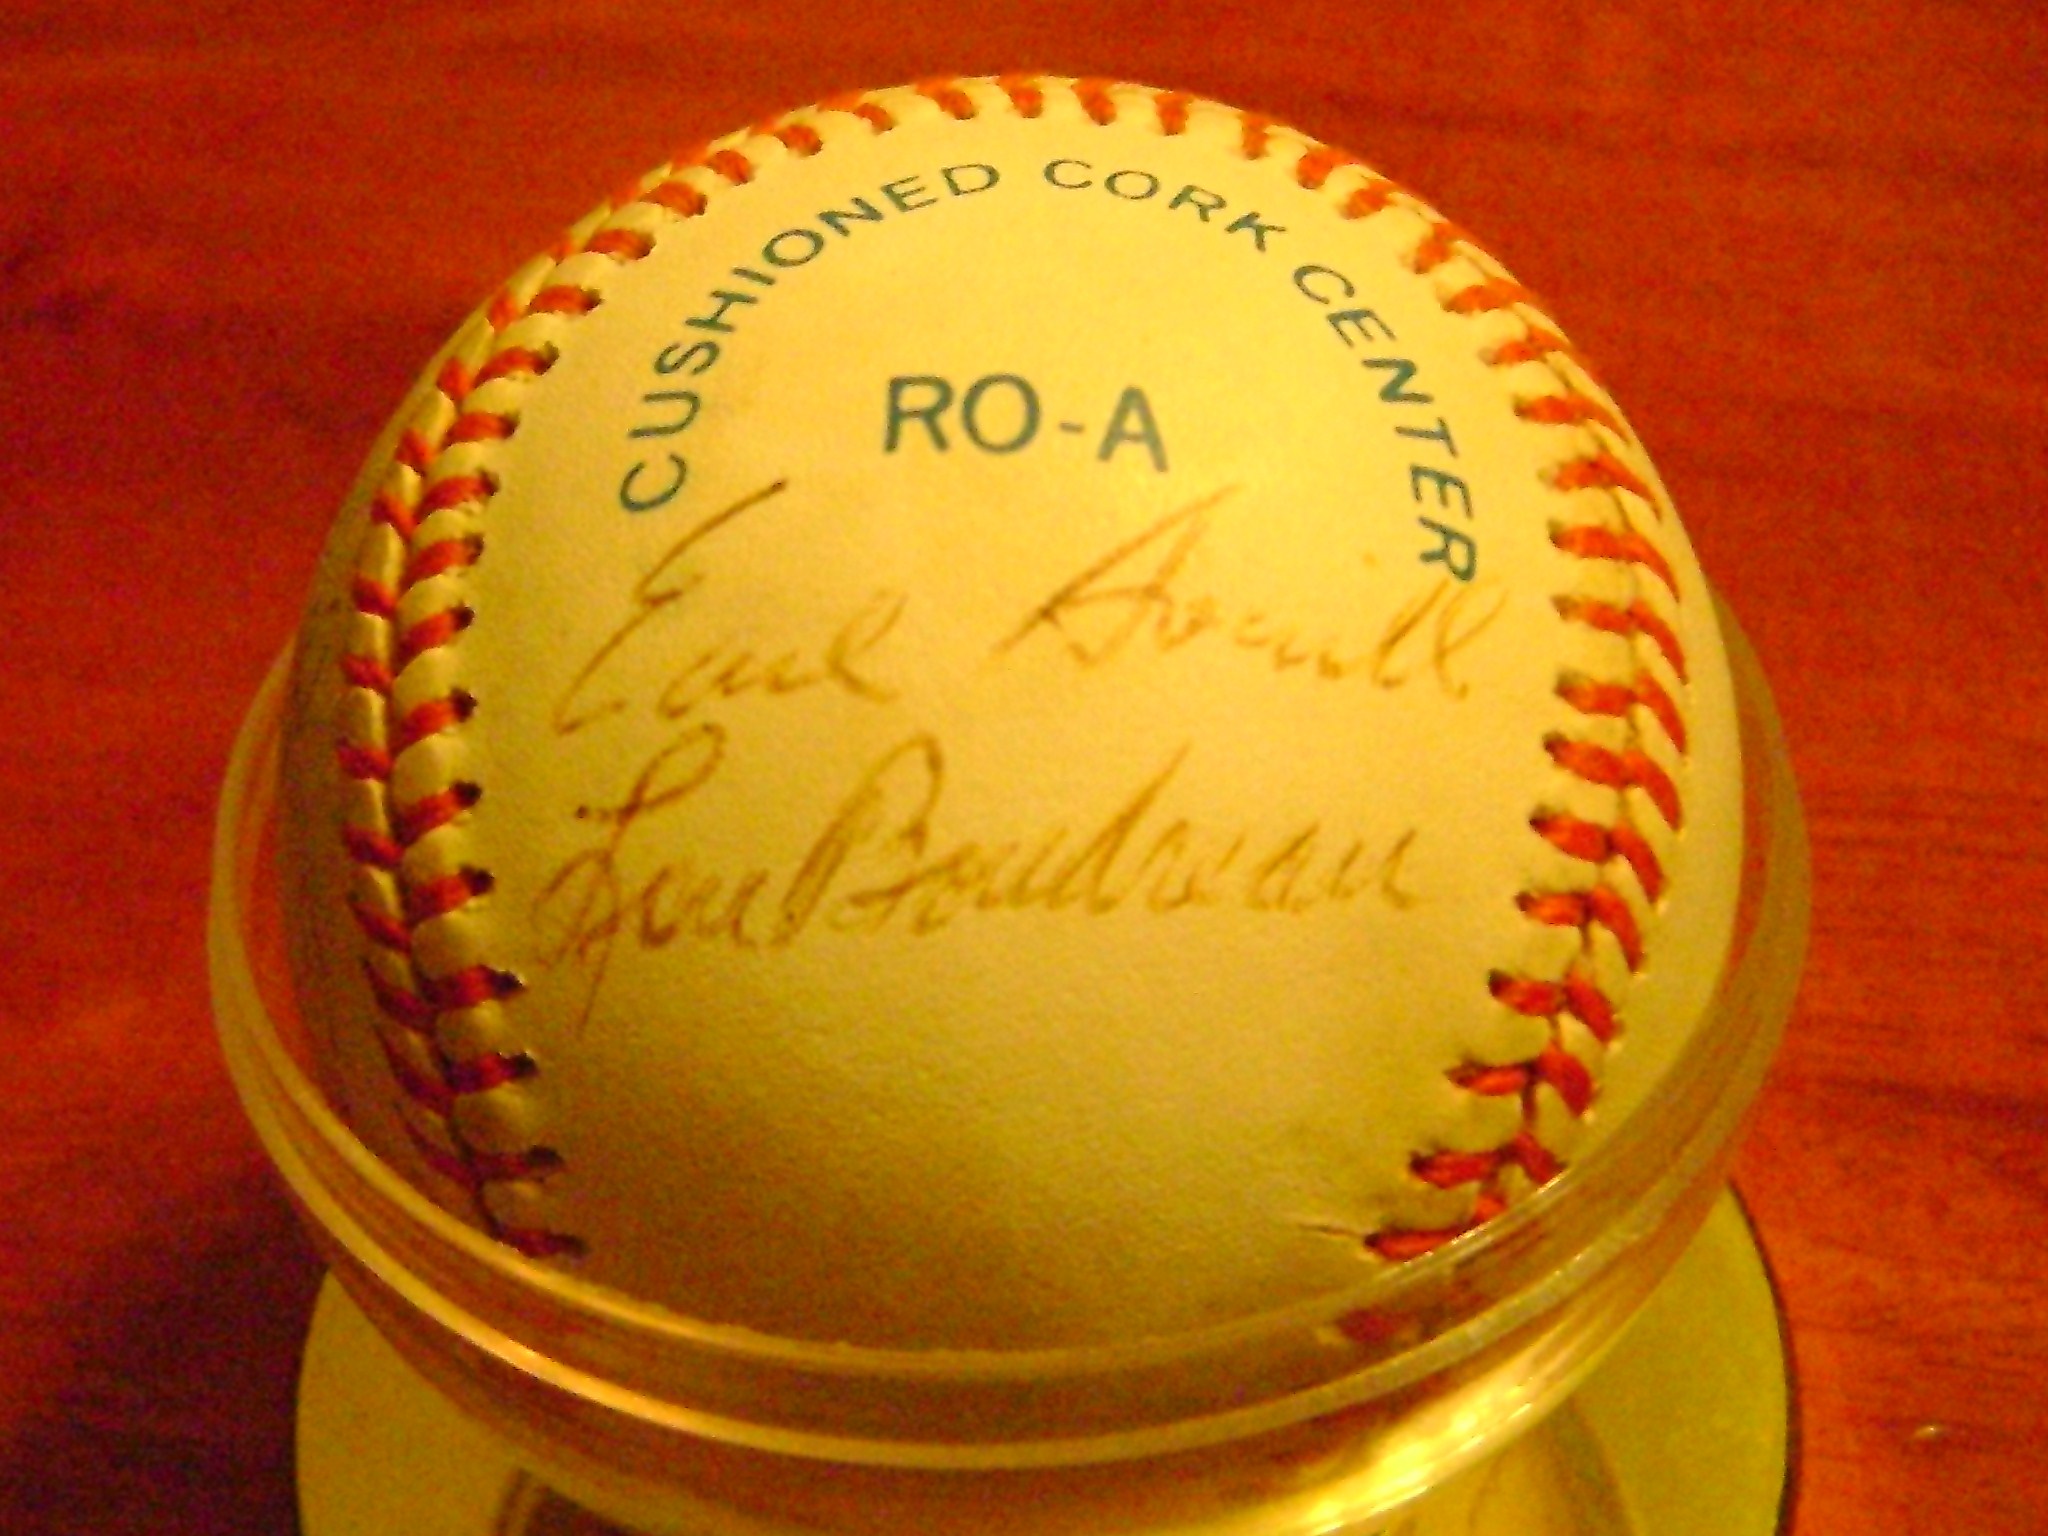 CUSHIONED CORK CENTER
RO-A
Earl Averill
Lou Boudreau